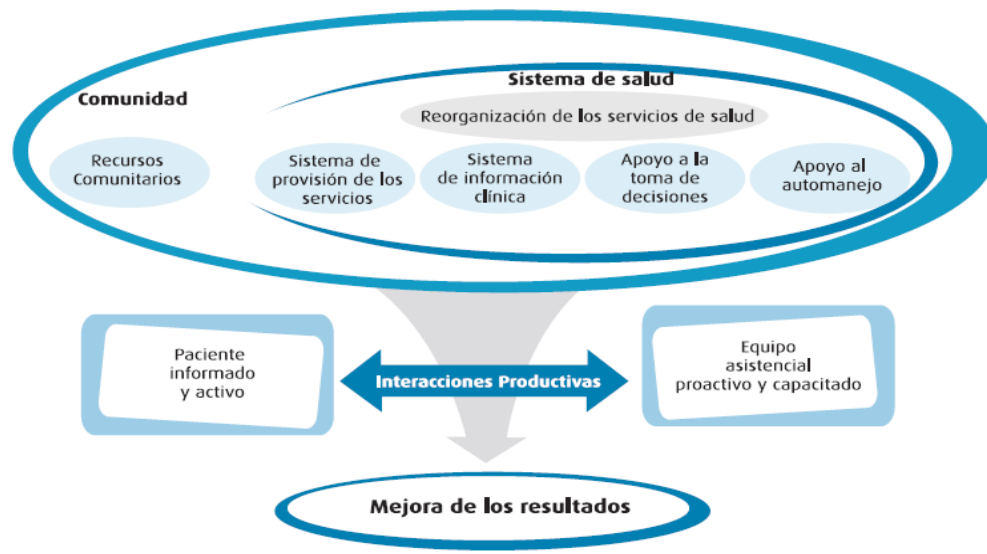 Sistema de salud
Comunidad
Reorganización de los servicios de salud
Recursos
Comunitarios
Sistema de
provisión de los
servicios
Sistema
de información
clínica
Apoyo a la
toma de
decisiones
Apoyo al
automanejo
Paciente
informado
y activo
Interacciones Productivas
Equipo
asistencial
proactivo y capacitado
Mejora de los resultados